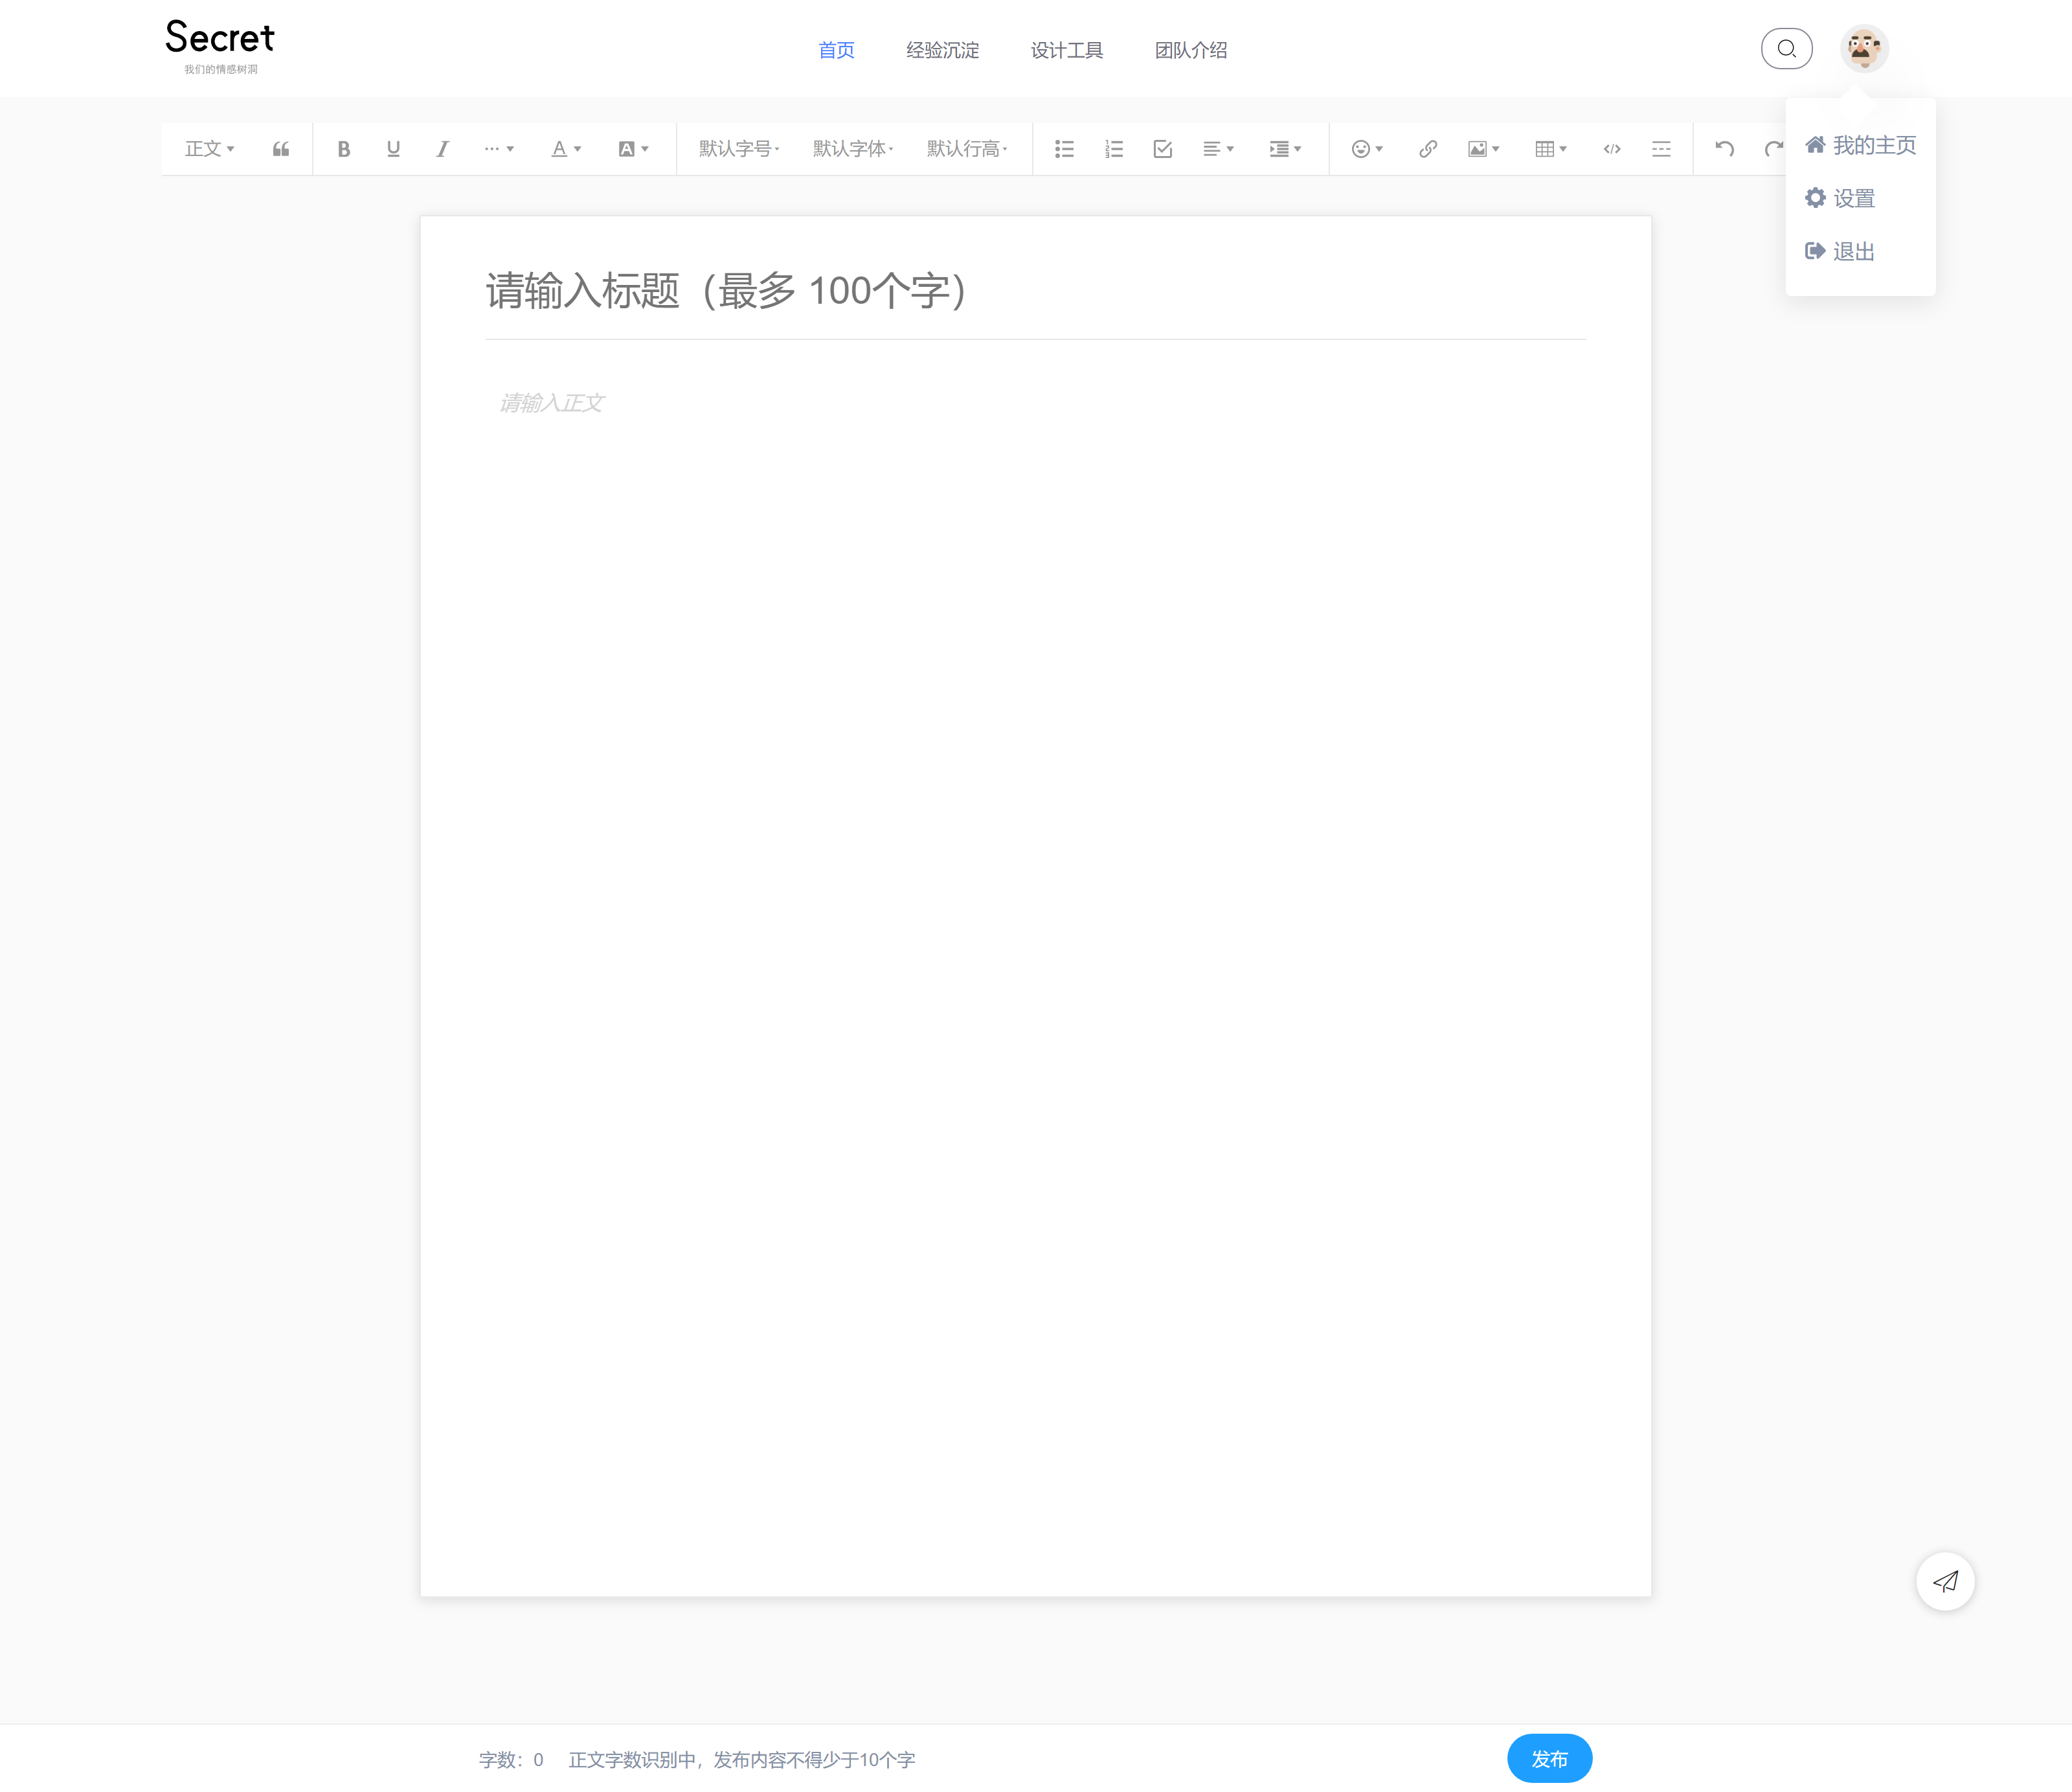 Secret
我们的情感树洞
首页 经验沉淀 设计工具 团队介绍
正文 默认字号 默认字体 默认行高
我的主页
设置
退出
请输入标题（最多 100个字）
请输入正文
字数：0 正文字数识别中，发布内容不得少于10个字
发布